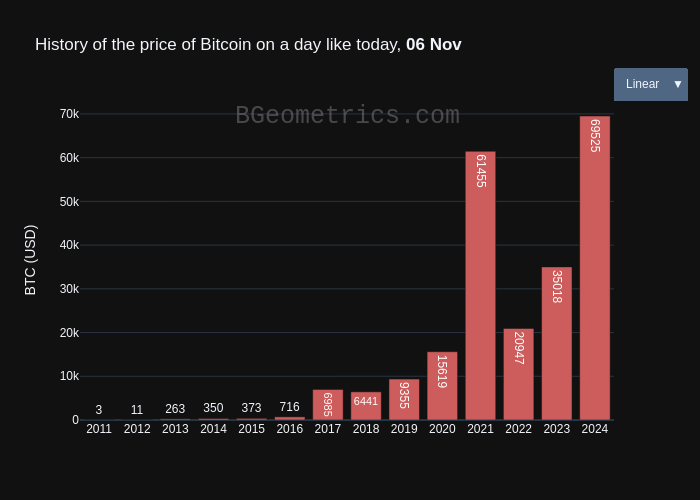 History of the price of Bitcoin on a day like today, 06 Nov
Linear ▼
BGeometrics.com
BTC (USD)
70k
60k
50k
40k
30k
20k
10k
0
3
11
263
350
373
716
6985
6441
9355
15619
61455
20947
35018
69525
2011 2012 2013 2014 2015 2016 2017 2018 2019 2020 2021 2022 2023 2024